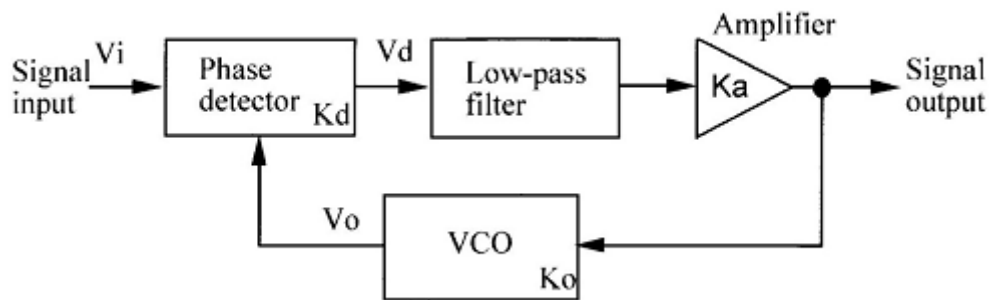 Amplifier
Vi
Signal
input
Phase
detector
Kd
Vd
Low-pass
filter
Ka
Signal
output
Vo
VCO
Ko